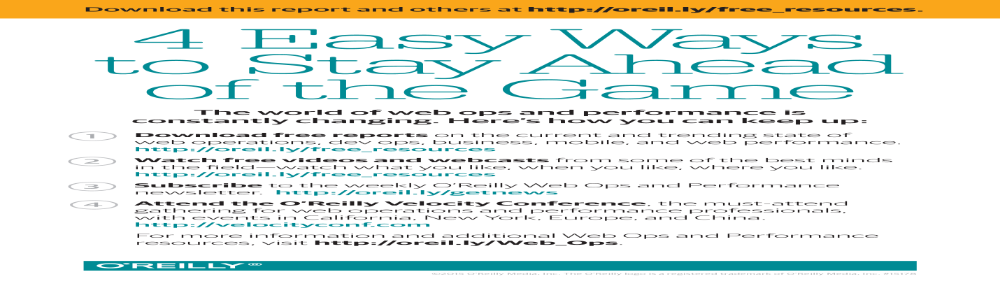 Download this report and others at http://oreil.ly/free_resources.
4 Easy Ways
to Stay Ahead
of the Game
The world of web ops and performance is
constantly changing. Here's how you can keep up:
1 Download free reports on the current and trending state of
web operations, dev ops, business, mobile, and web performance.
http://oreil.ly/free_resources
2 Watch free videos and webcasts from some of the best minds
in the field—watch what you like, when you like, where you like.
http://oreil.ly/free_resources
3 Subscribe to the weekly O'Reilly Web Ops and Performance
newsletter. http://oreil.ly/getnews
4 Attend the O'Reilly Velocity Conference, the must-attend
gathering for web operations and performance professionals,
with events in California, New York, Europe, and China.
http://velocityconf.com
For more information and additional Web Ops and Performance
resources, visit http://oreil.ly/Web_Ops.
O'REILLY®
©2015 O'Reilly Media, Inc. The O'Reilly logo is a registered trademark of O'Reilly Media, Inc. #15178